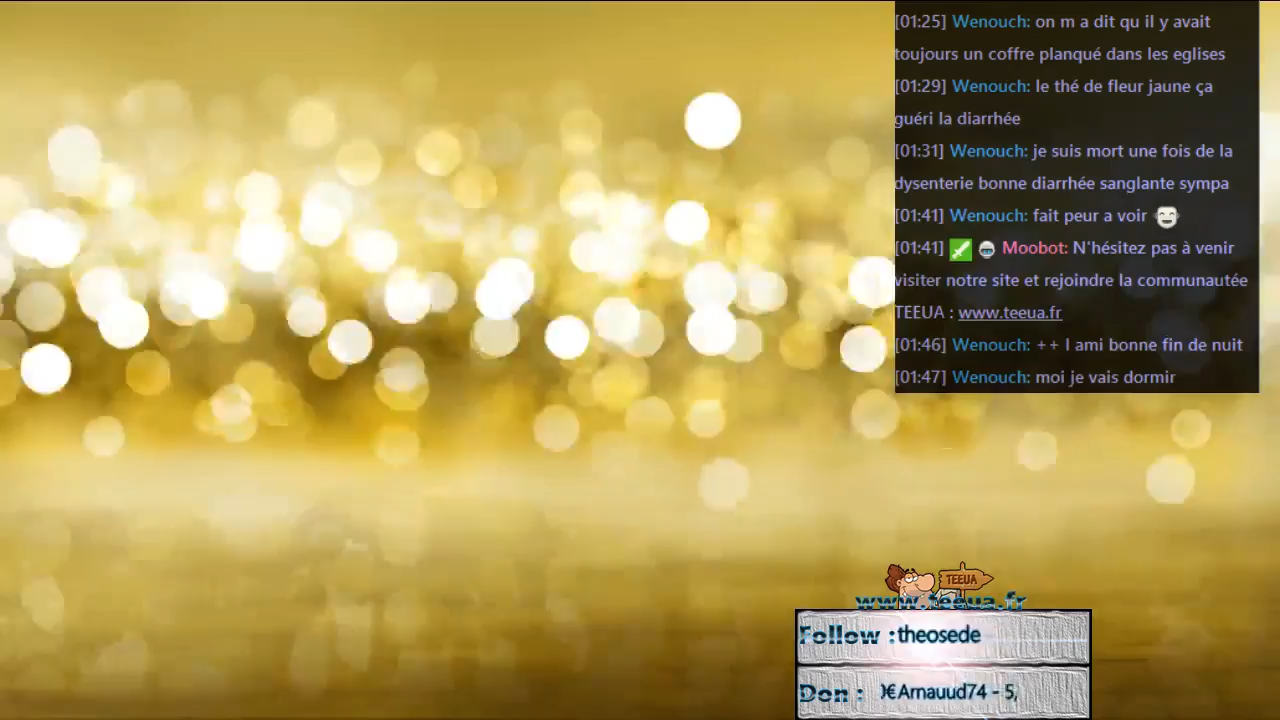 [01:25] Wenouch: on m a dit qu il y avait
toujours un coffre planqué dans les eglises
[01:29] Wenouch: le thé de fleur jaune ça
guéri la diarrhée
[01:31] Wenouch: je suis mort une fois de la
dysenterie bonne diarrhée sanglante sympa
[01:41] Wenouch: fait peur a voir
[01:41] Moobot: N'hésitez pas à venir
visiter notre site et rejoindre la communautée
TEEUA : www.teeua.fr
[01:46] Wenouch: ++ l ami bonne fin de nuit
[01:47] Wenouch: moi je vais dormir
TEEUA
www.teeua.fr
Follow : theosede
Don : )€Arnauud74 - 5,